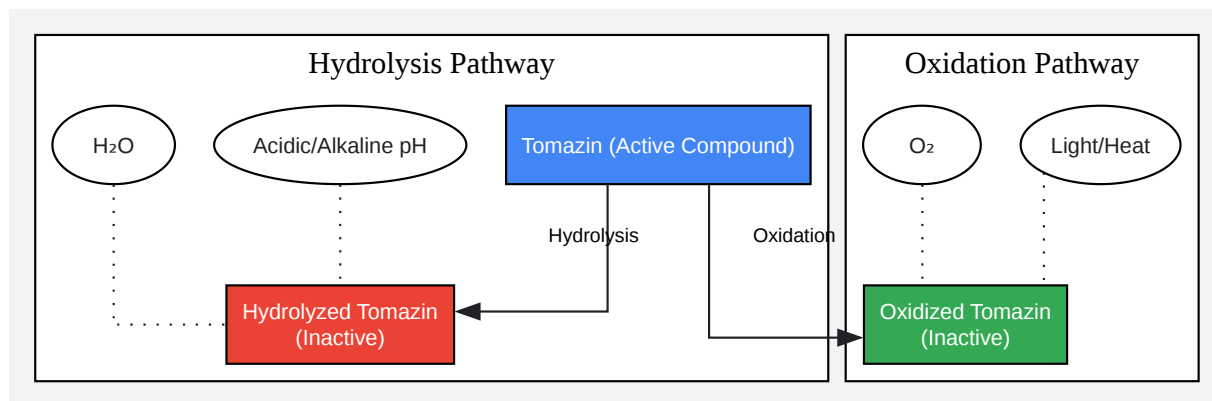 Hydrolysis Pathway
Oxidation Pathway
H₂O
Acidic/Alkaline pH
Tomazin (Active Compound)
O₂
Light/Heat
Hydrolysis
Oxidation
Hydrolyzed Tomazin
(Inactive)
Oxidized Tomazin
(Inactive)